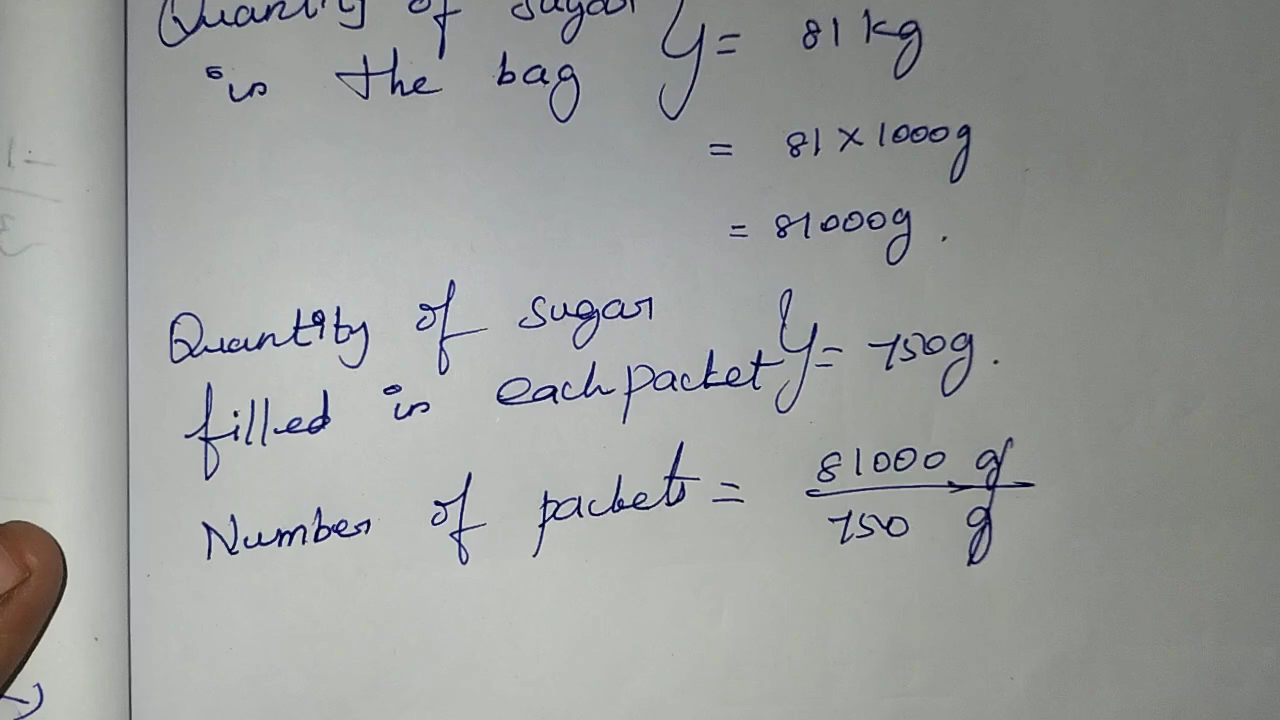 Quantity of sugar } = 81 kg
in the bag
= 81 × 1000g
= 81000g.
Quantity of sugar } = 750g.
filled in each packet
Number of packets = 81000 g
750 g